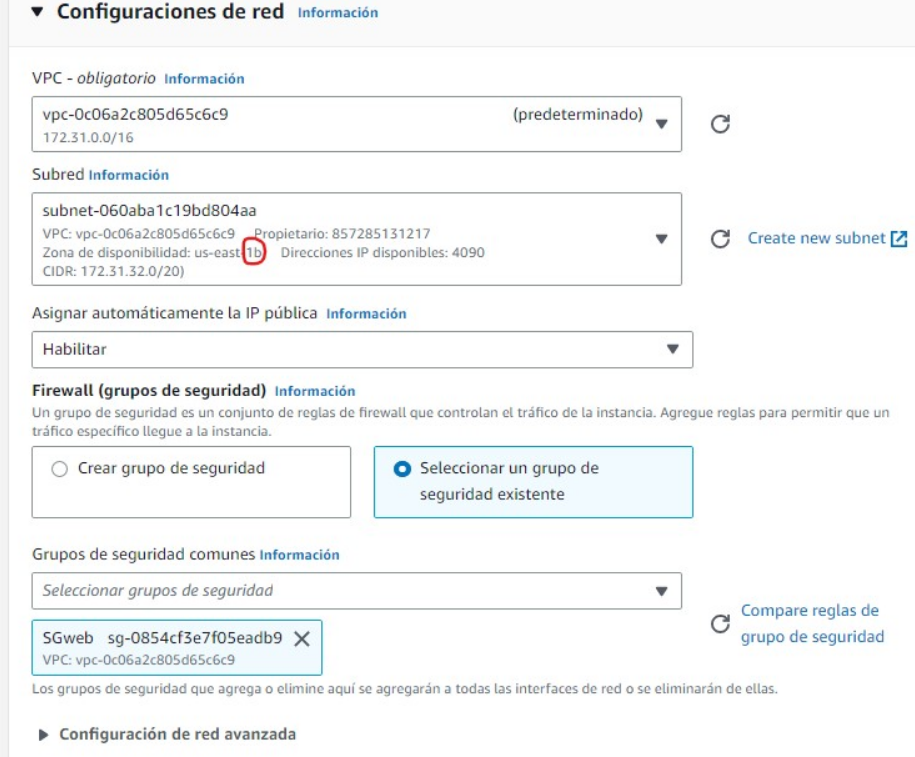 Configuraciones de red Información
VPC - obligatorio Información
vpc-0c06a2c805d65c6c9 (predeterminado)
172.31.0.0/16
Subred Información
subnet-060aba1c19bd804aa
VPC: vpc-0c06a2c805d65c6c9 Propietario: 857285131217
Zona de disponibilidad: us-east-1b Direcciones IP disponibles: 4090
CIDR: 172.31.32.0/20)
Create new subnet
Asignar automáticamente la IP pública Información
Habilitar
Firewall (grupos de seguridad) Información
Un grupo de seguridad es un conjunto de reglas de firewall que controlan el tráfico de la instancia. Agregue reglas para permitir que un
tráfico específico llegue a la instancia.
Crear grupo de seguridad
Seleccionar un grupo de
seguridad existente
Grupos de seguridad comunes Información
Seleccionar grupos de seguridad
SGweb sg-0854cf3e7f05eadb9
VPC: vpc-0c06a2c805d65c6c9
Compare reglas de
grupo de seguridad
Los grupos de seguridad que agrega o elimine aquí se agregarán a todas las interfaces de red o se eliminarán de ellas.
Configuración de red avanzada